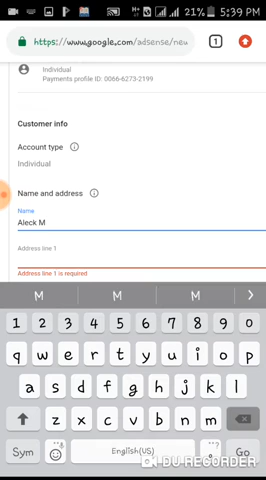 21% 5:39 PM
https://www.google.com/adsense/new
1
Individual
Payments profile ID: 0066-6273-2199
Customer info
Account type
Individual
Name and address
Name
Aleck M
Address line 1
Address line 1 is required
M M M
1 2 3 4 5 6 7 8 9 0
q w e r t y u i o p
a s d f g h j k l
z x c v b n m
Sym English(US) Go
DU RECORDER